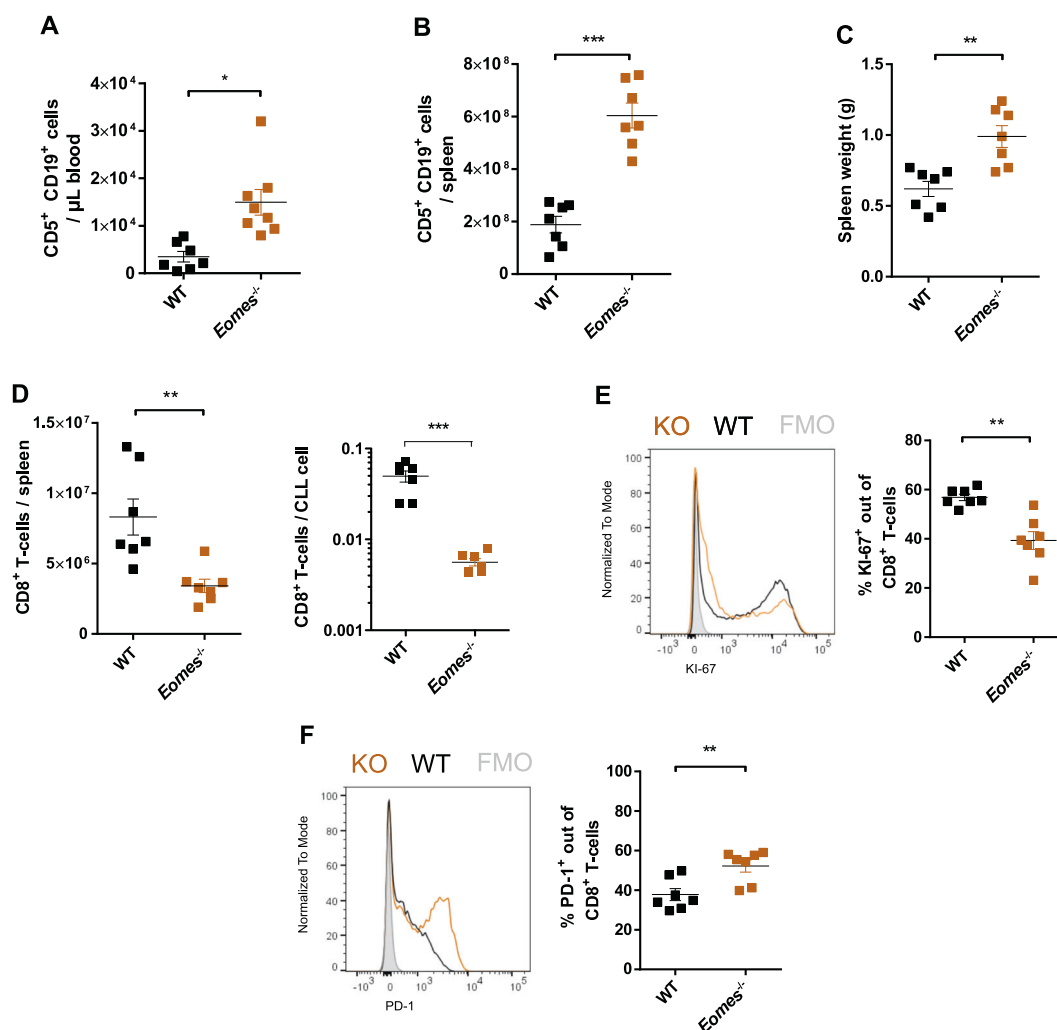 A
CD5⁺ CD19⁺ cells
/ µL blood
4×10⁴
3×10⁴
2×10⁴
1×10⁴
0
*
WT
Eomes⁻/⁻
B
CD5⁺ CD19⁺ cells
/ spleen
8×10⁸
6×10⁸
4×10⁸
2×10⁸
0
***
WT
Eomes⁻/⁻
C
Spleen weight (g)
1.5
1.0
0.5
0.0
**
WT
Eomes⁻/⁻
D
CD8⁺ T-cells / spleen
1.5×10⁷
1×10⁷
5×10⁶
0
**
WT
Eomes⁻/⁻
CD8⁺ T-cells / CLL cell
0.1
0.01
0.001
***
WT
Eomes⁻/⁻
E
KO WT FMO
Normalized To Mode
100
80
60
40
20
0
-10³ 0 10³ 10⁴ 10⁵
KI-67
% KI-67⁺ out of
CD8⁺ T-cells
80
60
40
20
0
**
WT
Eomes⁻/⁻
F
KO WT FMO
Normalized To Mode
100
80
60
40
20
0
-10³ 0 10³ 10⁴ 10⁵
PD-1
% PD-1⁺ out of
CD8⁺ T-cells
100
80
60
40
20
0
**
WT
Eomes⁻/⁻